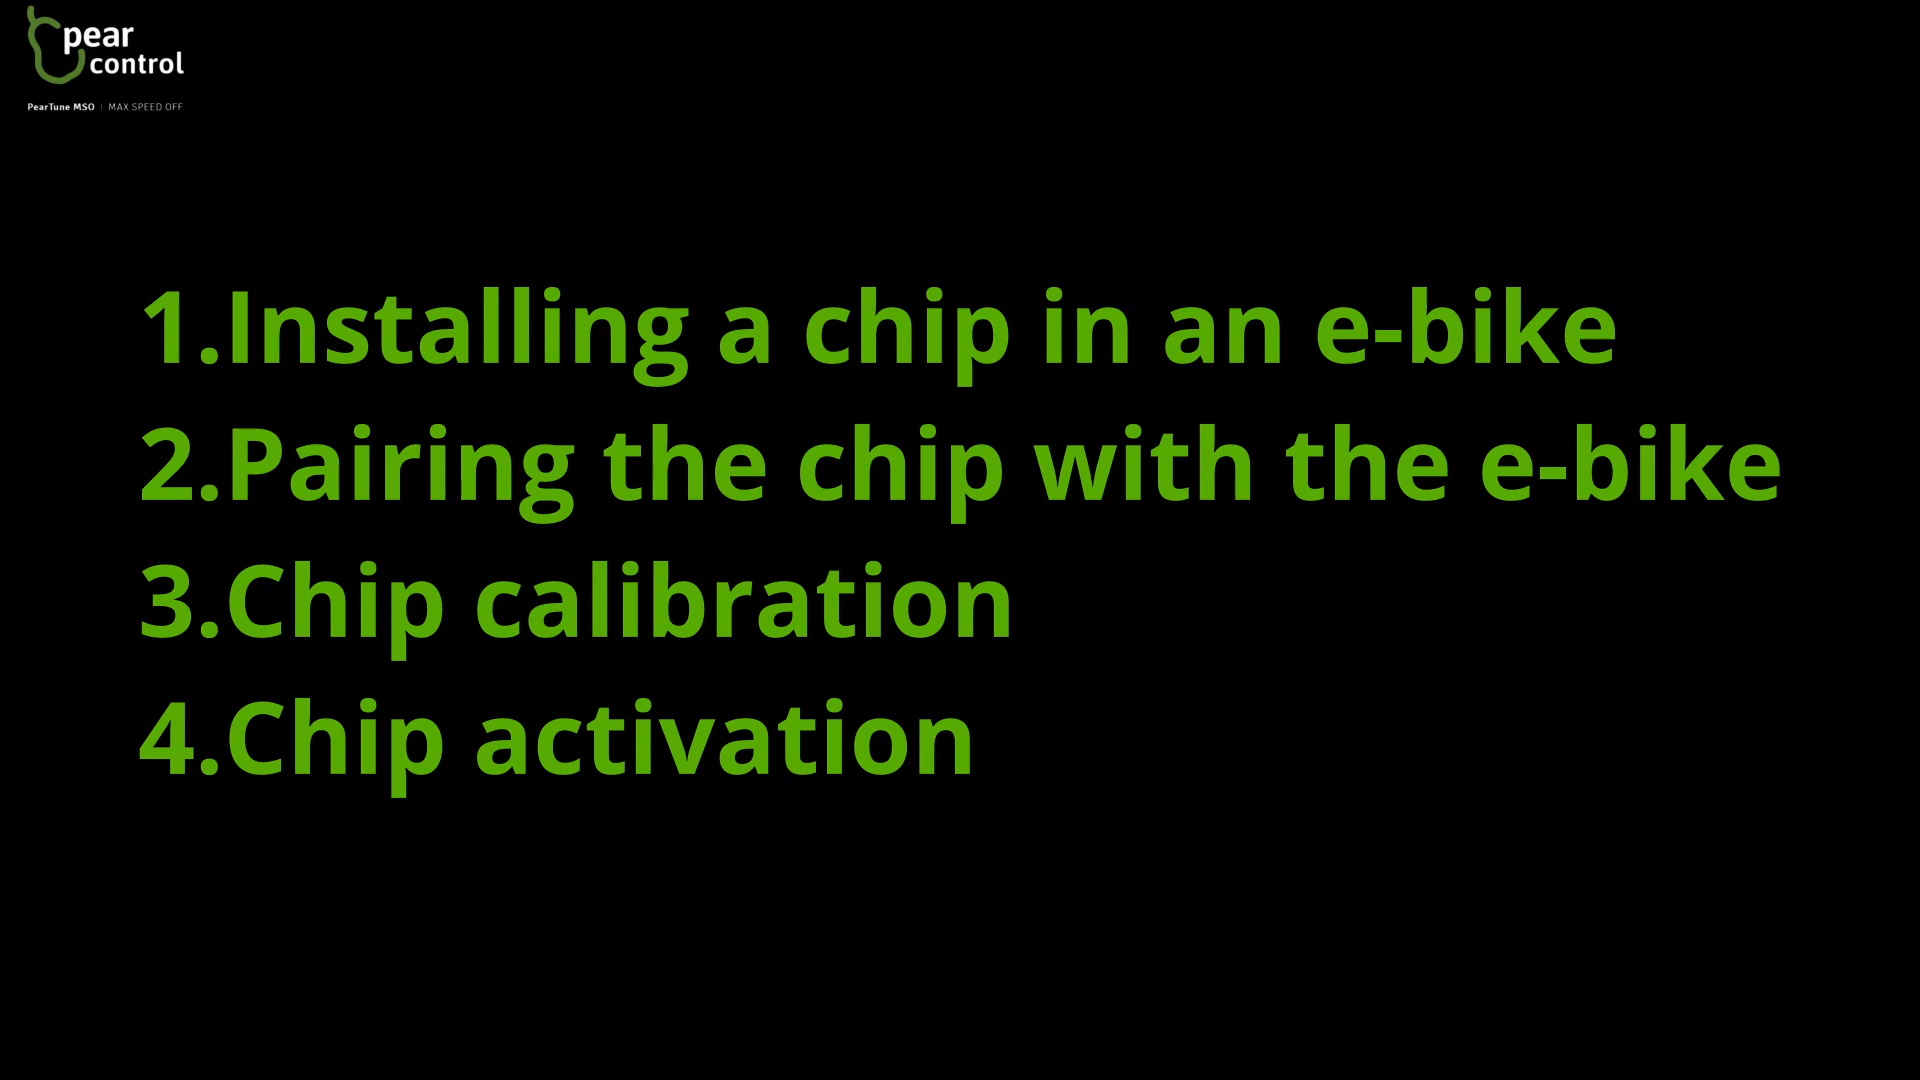 pear
control
PearTune MSO | MAX SPEED OFF
1.Installing a chip in an e-bike
2.Pairing the chip with the e-bike
3.Chip calibration
4.Chip activation